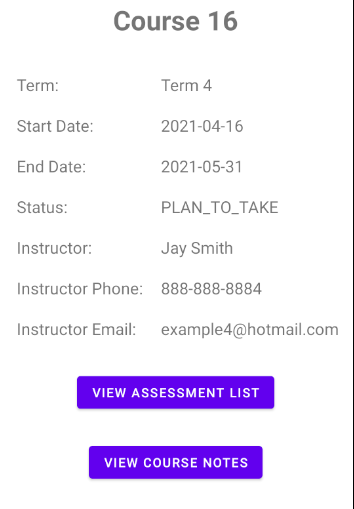 Course 16
Term: Term 4
Start Date: 2021-04-16
End Date: 2021-05-31
Status: PLAN_TO_TAKE
Instructor: Jay Smith
Instructor Phone: 888-888-8884
Instructor Email: example4@hotmail.com
VIEW ASSESSMENT LIST
VIEW COURSE NOTES